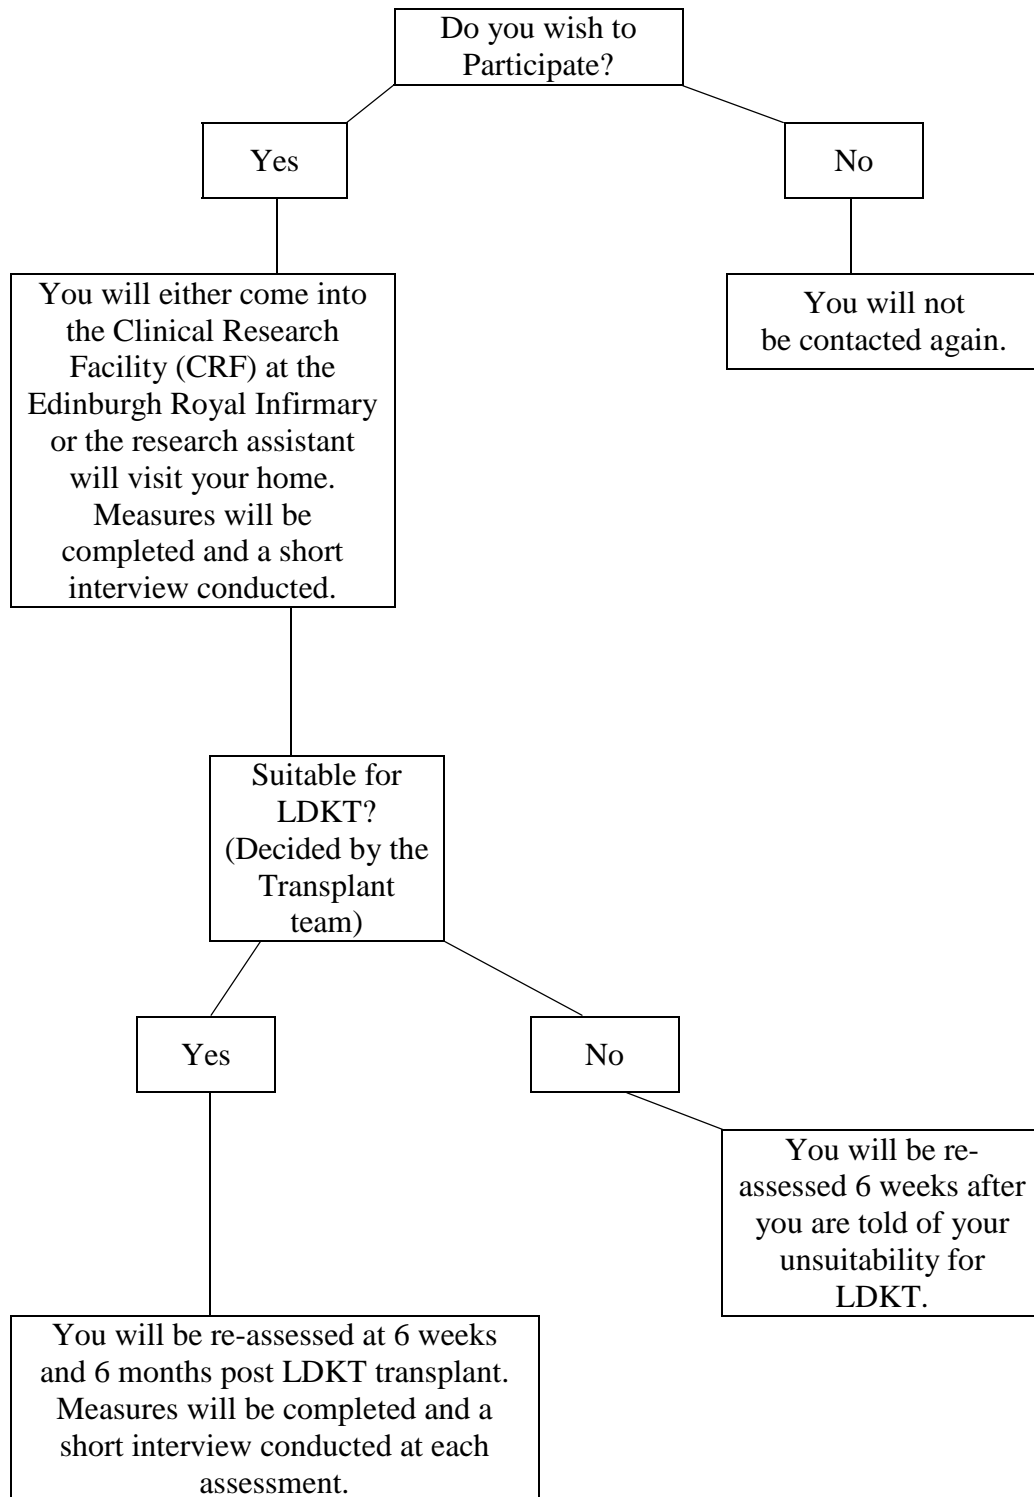 Do you wish to
Participate?
Yes
No
You will either come into
the Clinical Research
Facility (CRF) at the
Edinburgh Royal Infirmary
or the research assistant
will visit your home.
Measures will be
completed and a short
interview conducted.
You will not
be contacted again.
Suitable for
LDKT?
(Decided by the
Transplant
team)
Yes
No
You will be re-
assessed 6 weeks after
you are told of your
unsuitability for
LDKT.
You will be re-assessed at 6 weeks
and 6 months post LDKT transplant.
Measures will be completed and a
short interview conducted at each
assessment.